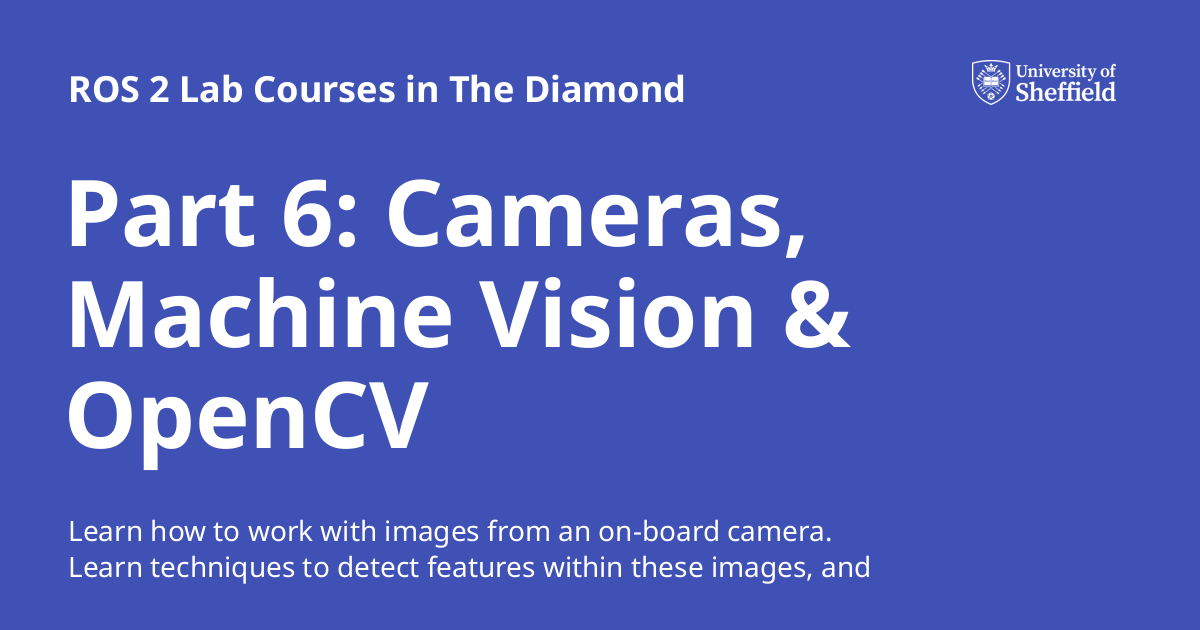 ROS 2 Lab Courses in The Diamond
University of
Sheffield
Part 6: Cameras,
Machine Vision &
OpenCV
Learn how to work with images from an on-board camera.
Learn techniques to detect features within these images, and